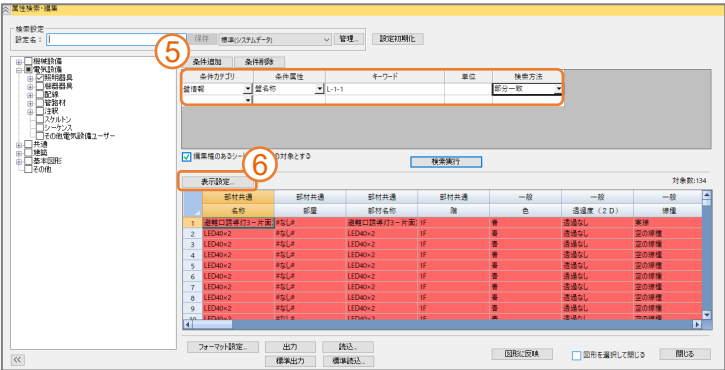 属性検索・編集
検索設定
設定名：
保存 標準(システムデータ) 管理... 設定初期化
5
条件追加 条件削除
条件カテゴリ 条件属性 キーワード 単位 検索方法
盤情報 盤名称 L-1-1 部分一致
機械設備
電気設備
照明器具
機器器具
配線
管路材
注釈
スケルトン
シーケンス
その他電気設備ユーザー
共通
建築
基本図形
その他
編集権のあるシー の対象とする
6
検索実行
表示設定... 対象数:134
部材共通 部材共通 部材共通 部材共通 一般 一般 一般
名称 部屋 部材名称 階 色 透過度（２Ｄ） 線種
1 避難口誘導灯3－片面 #なし# 避難口誘導灯3－片面; 1F 青 透過なし 実線
2 LED40×2 #なし# LED40×2 1F 青 透過なし 空の線種
3 LED40×2 #なし# LED40×2 1F 青 透過なし 空の線種
4 LED40×2 #なし# LED40×2 1F 青 透過なし 空の線種
5 LED40×2 #なし# LED40×2 1F 青 透過なし 空の線種
6 LED40×2 #なし# LED40×2 1F 青 透過なし 空の線種
7 LED40×2 #なし# LED40×2 1F 青 透過なし 空の線種
8 LED40×2 #なし# LED40×2 1F 青 透過なし 空の線種
9 LED40×2 #なし# LED40×2 1F 青 透過なし 空の線種
10 LED40×2 #なし# LED40×2 1F 青 透過なし 空の線種
フォーマット設定... 出力 読込...
標準出力 標準読込...
図形に反映 図形を選択して閉じる 閉じる
<<